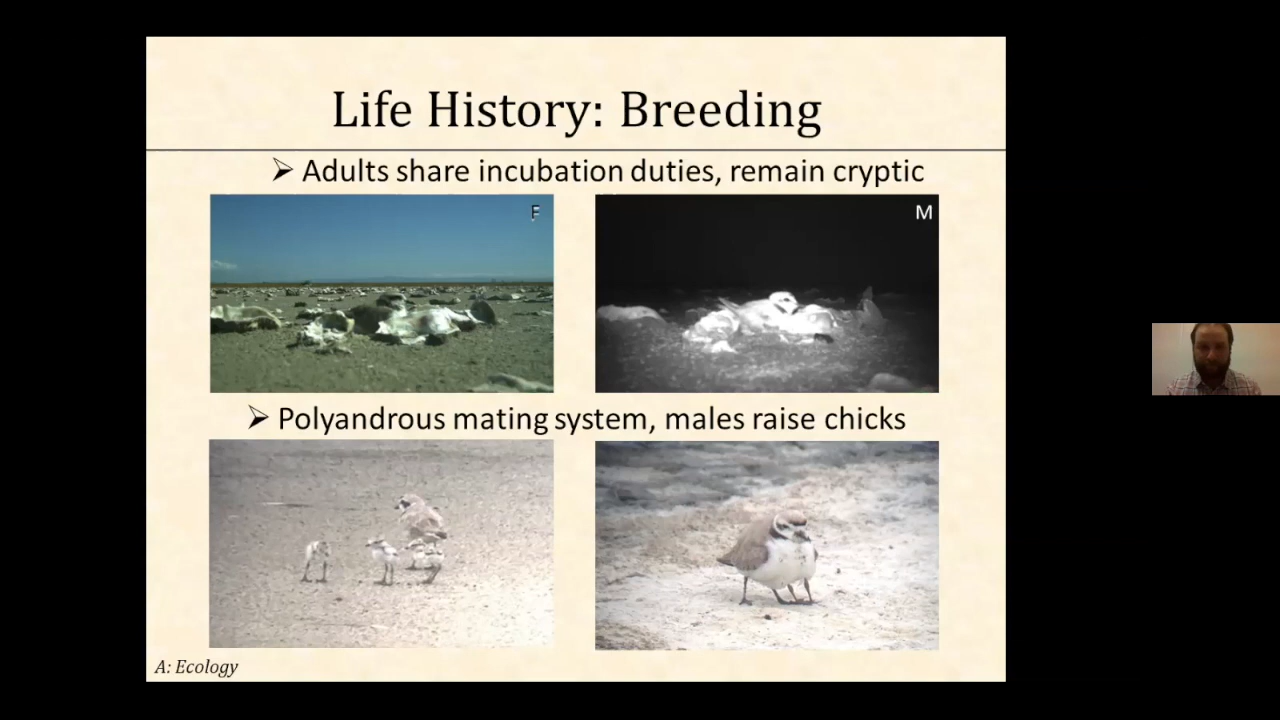 Life History: Breeding
➢ Adults share incubation duties, remain cryptic
F
M
➢ Polyandrous mating system, males raise chicks
A: Ecology